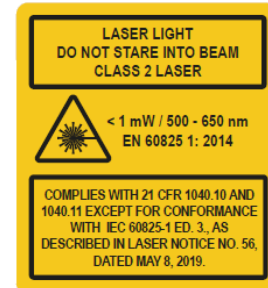 LASER LIGHT
DO NOT STARE INTO BEAM
CLASS 2 LASER
< 1 mW / 500 - 650 nm
EN 60825 1: 2014
COMPLIES WITH 21 CFR 1040.10 AND
1040.11 EXCEPT FOR CONFORMANCE
WITH IEC 60825-1 ED. 3., AS
DESCRIBED IN LASER NOTICE NO. 56,
DATED MAY 8, 2019.